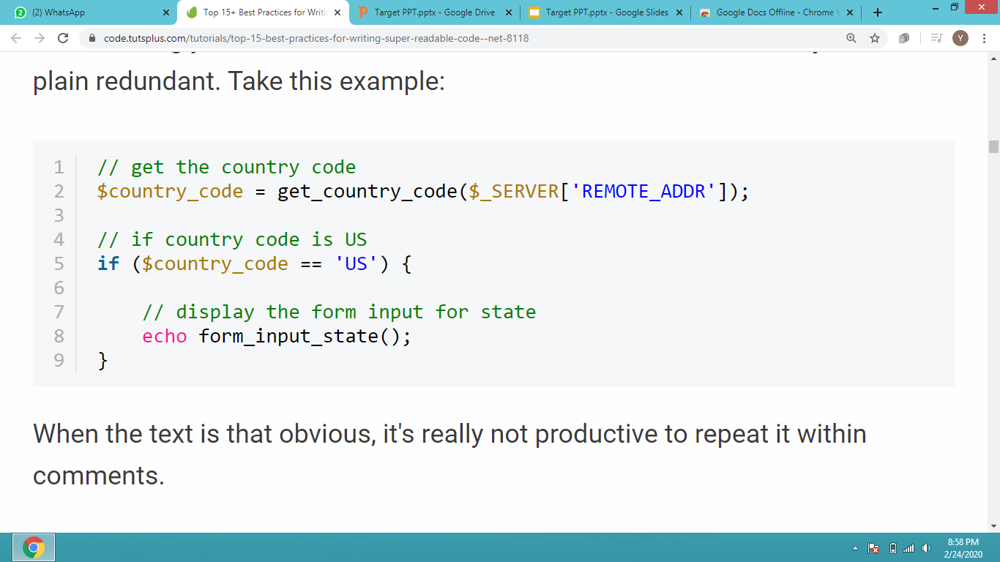 (2) WhatsApp
Top 15+ Best Practices for Writi
Target PPT.pptx - Google Drive
Target PPT.pptx - Google Slides
Google Docs Offline - Chrome
code.tutsplus.com/tutorials/top-15-best-practices-for-writing-super-readable-code--net-8118
Y
plain redundant. Take this example:
1 // get the country code
2 $country_code = get_country_code($_SERVER['REMOTE_ADDR']);
3
4 // if country code is US
5 if ($country_code == 'US') {
6
7 // display the form input for state
8 echo form_input_state();
9 }
When the text is that obvious, it's really not productive to repeat it within
comments.
8:58 PM
2/24/2020